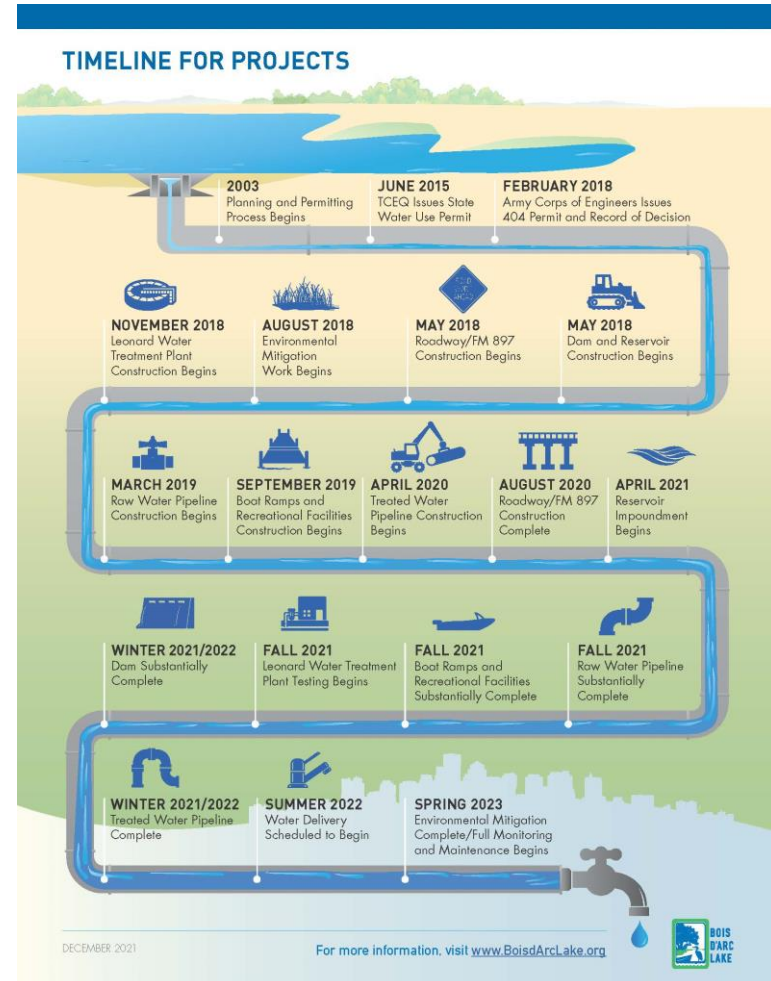 TIMELINE FOR PROJECTS
2003
Planning and Permitting
Process Begins
JUNE 2015
TCEQ Issues State
Water Use Permit
FEBRUARY 2018
Army Corps of Engineers Issues
404 Permit and Record of Decision
NOVEMBER 2018
Leonard Water
Treatment Plant
Construction Begins
AUGUST 2018
Environmental
Mitigation
Work Begins
ROAD
AHEAD
MAY 2018
Roadway/FM 897
Construction Begins
MAY 2018
Dam and Reservoir
Construction Begins
MARCH 2019
Raw Water Pipeline
Construction Begins
SEPTEMBER 2019
Boat Ramps and
Recreational Facilities
Construction Begins
APRIL 2020
Treated Water
Pipeline Construction
Begins
AUGUST 2020
Roadway/FM 897
Construction
Complete
APRIL 2021
Reservoir
Impoundment
Begins
WINTER 2021/2022
Dam Substantially
Complete
FALL 2021
Leonard Water Treatment
Plant Testing Begins
FALL 2021
Boat Ramps and
Recreational Facilities
Substantially Complete
FALL 2021
Raw Water Pipeline
Substantially
Complete
WINTER 2021/2022
Treated Water Pipeline
Complete
SUMMER 2022
Water Delivery
Scheduled to Begin
SPRING 2023
Environmental Mitigation
Complete/Full Monitoring
and Maintenance Begins
DECEMBER 2021
For more information, visit www.BoisdArcLake.org
BOIS
D'ARC
LAKE